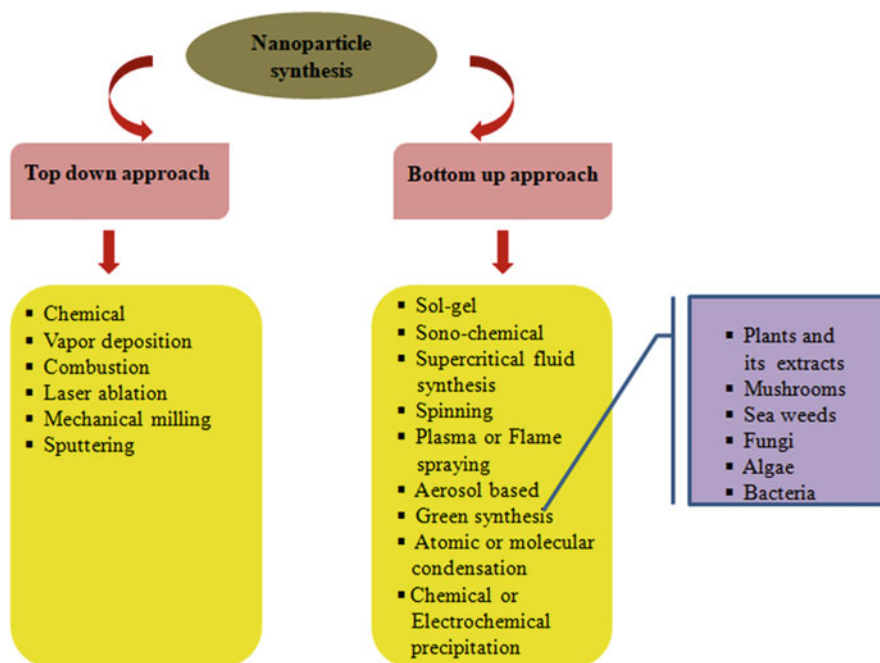 Nanoparticle
synthesis
Top down approach
Bottom up approach
▪ Chemical
▪ Vapor deposition
▪ Combustion
▪ Laser ablation
▪ Mechanical milling
▪ Sputtering
▪ Sol-gel
▪ Sono-chemical
▪ Supercritical fluid
synthesis
▪ Spinning
▪ Plasma or Flame
spraying
▪ Aerosol based
▪ Green synthesis
▪ Atomic or molecular
condensation
▪ Chemical or
Electrochemical
precipitation
▪ Plants and
its extracts
▪ Mushrooms
▪ Sea weeds
▪ Fungi
▪ Algae
▪ Bacteria